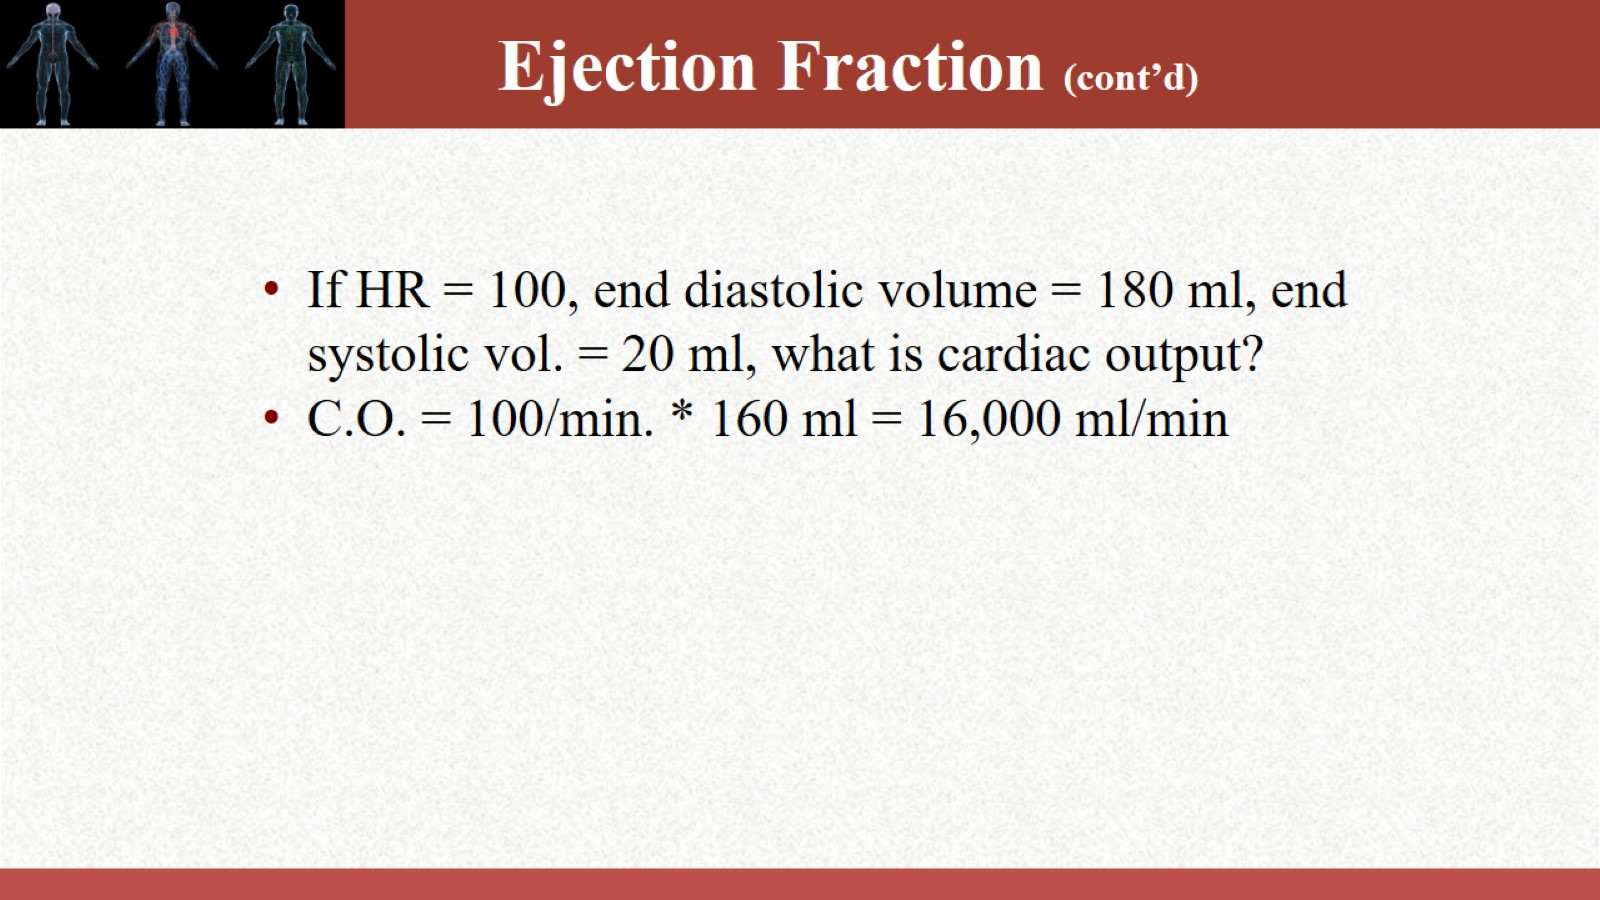 Ejection Fraction (cont’d)
• If HR = 100, end diastolic volume = 180 ml, end
systolic vol. = 20 ml, what is cardiac output?
• C.O. = 100/min. * 160 ml = 16,000 ml/min